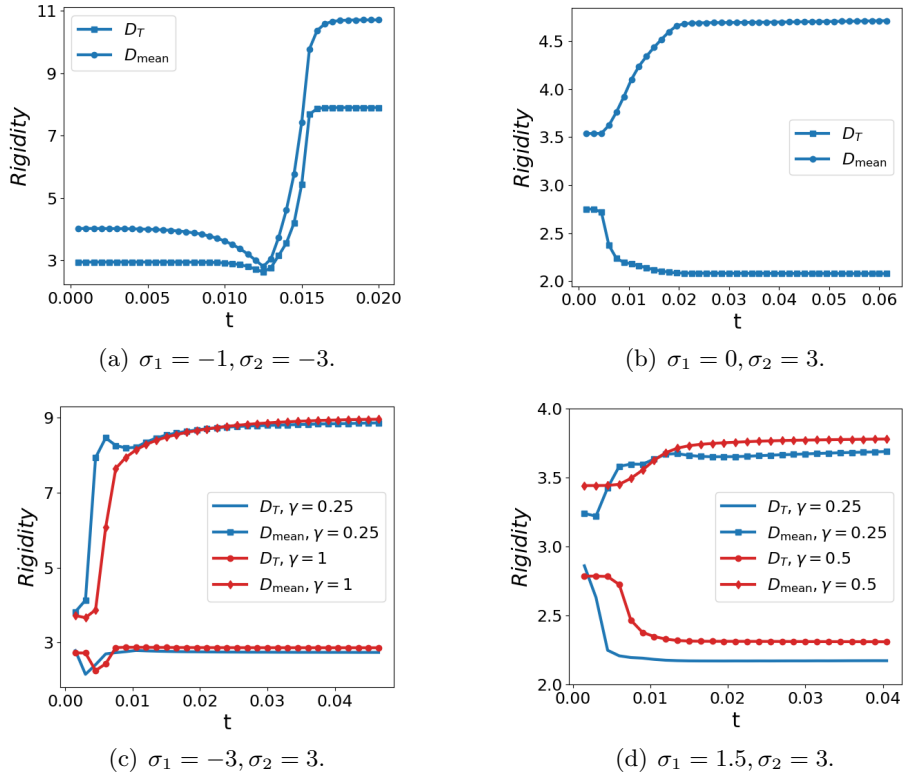 11
9
7
5
3
Rigidity
D_T
D_mean
0.000 0.005 0.010 0.015 0.020
t
(a) σ₁ = −1, σ₂ = −3.
4.5
4.0
3.5
3.0
2.5
2.0
Rigidity
D_T
D_mean
0.00 0.01 0.02 0.03 0.04 0.05 0.06
t
(b) σ₁ = 0, σ₂ = 3.
9
7
5
3
Rigidity
D_T, γ = 0.25
D_mean, γ = 0.25
D_T, γ = 1
D_mean, γ = 1
0.00 0.01 0.02 0.03 0.04
t
(c) σ₁ = −3, σ₂ = 3.
4.0
3.5
3.0
2.5
2.0
Rigidity
D_T, γ = 0.25
D_mean, γ = 0.25
D_T, γ = 0.5
D_mean, γ = 0.5
0.00 0.01 0.02 0.03 0.04
t
(d) σ₁ = 1.5, σ₂ = 3.